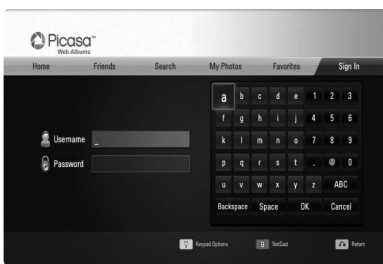 Picasa™
Web Albums
Home Friends Search My Photos Favorites Sign In
a b c d e 1 2 3
f g h i j 4 5 6
Username _
k l m n o 7 8 9
Password
p q r s t . @ 0
u v w x y z ABC
Backspace Space OK Cancel
Keypad Options B NetCast Return